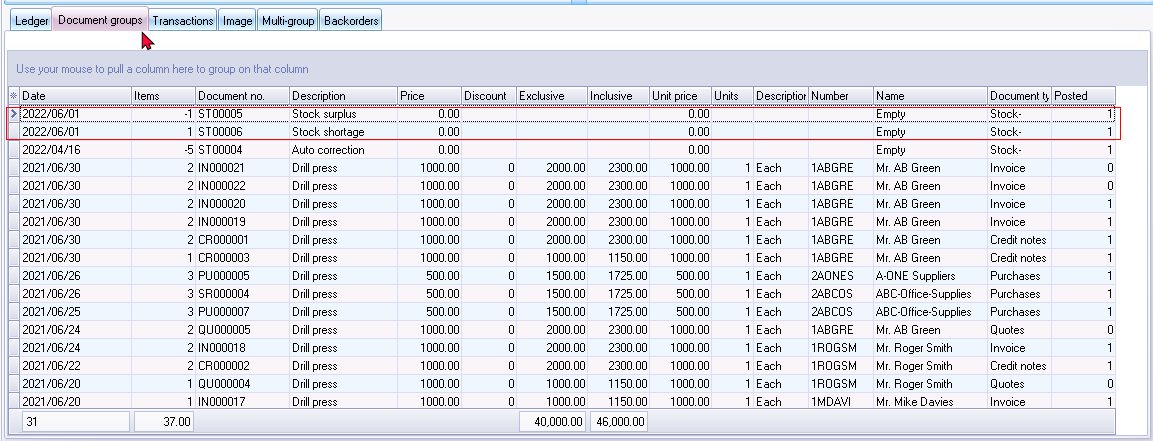 Ledger Document groups Transactions Image Multi-group Backorders
Use your mouse to pull a column here to group on that column
Date Items Document no. Description Price Discount Exclusive Inclusive Unit price Units Description Number Name Document ty Posted
2022/06/01 -1 ST00005 Stock surplus 0.00 0.00 Empty Stock- 1
2022/06/01 1 ST00006 Stock shortage 0.00 0.00 Empty Stock- 1
2022/04/16 -5 ST00004 Auto correction 0.00 0.00 Empty Stock- 1
2021/06/30 2 IN000021 Drill press 1000.00 0 2000.00 2300.00 1000.00 1 Each 1ABGRE Mr. AB Green Invoice 0
2021/06/30 2 IN000022 Drill press 1000.00 0 2000.00 2300.00 1000.00 1 Each 1ABGRE Mr. AB Green Invoice 0
2021/06/30 2 IN000020 Drill press 1000.00 0 2000.00 2300.00 1000.00 1 Each 1ABGRE Mr. AB Green Invoice 1
2021/06/30 2 IN000019 Drill press 1000.00 0 2000.00 2300.00 1000.00 1 Each 1ABGRE Mr. AB Green Invoice 1
2021/06/30 2 CR000001 Drill press 1000.00 0 2000.00 2300.00 1000.00 1 Each 1ABGRE Mr. AB Green Credit notes 1
2021/06/30 1 CR000003 Drill press 1000.00 0 1000.00 1150.00 1000.00 1 Each 1ABGRE Mr. AB Green Credit notes 1
2021/06/26 3 PU000005 Drill press 500.00 0 1500.00 1725.00 500.00 1 Each 2AONES A-ONE Suppliers Purchases 1
2021/06/26 3 SR000004 Drill press 500.00 0 1500.00 1725.00 500.00 1 Each 2ABCOS ABC-Office-Supplies Purchases 1
2021/06/25 3 PU000007 Drill press 500.00 0 1500.00 1725.00 500.00 1 Each 2ABCOS ABC-Office-Supplies Purchases 1
2021/06/24 2 QU000005 Drill press 1000.00 0 2000.00 2300.00 1000.00 1 Each 1ABGRE Mr. AB Green Quotes 0
2021/06/24 2 IN000018 Drill press 1000.00 0 2000.00 2300.00 1000.00 1 Each 1ROGSM Mr. Roger Smith Invoice 1
2021/06/22 2 CR000002 Drill press 1000.00 0 2000.00 2300.00 1000.00 1 Each 1ROGSM Mr. Roger Smith Credit notes 1
2021/06/20 1 QU000004 Drill press 1000.00 0 1000.00 1150.00 1000.00 1 Each 1ROGSM Mr. Roger Smith Quotes 0
2021/06/20 1 IN000017 Drill press 1000.00 0 1000.00 1150.00 1000.00 1 Each 1MDAVI Mr. Mike Davies Invoice 1
31 37.00 40,000.00 46,000.00